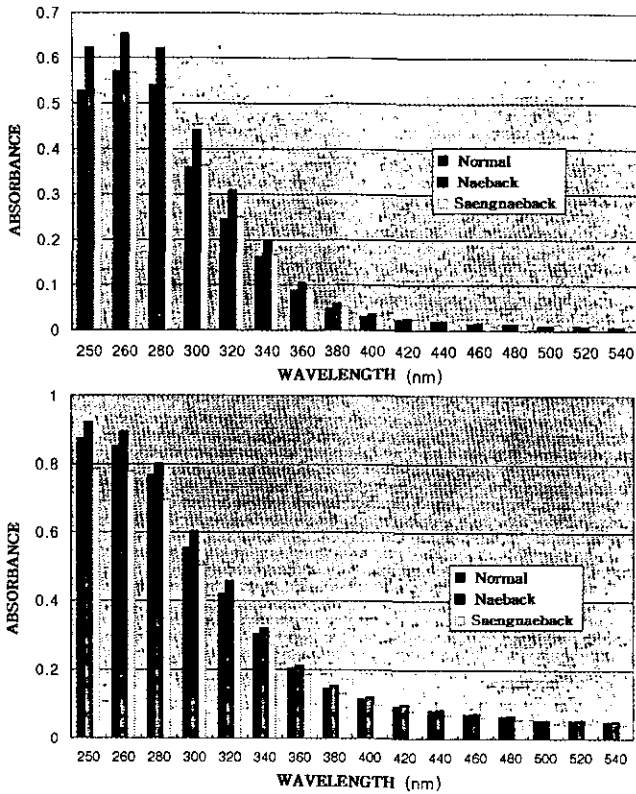 0.7
0.6
0.5
0.4
0.3
0.2
0.1
0
ABSORBANCE
Normal
Naeback
Saengnaeback
250 260 280 300 320 340 360 380 400 420 440 460 480 500 520 540
WAVELENGTH (nm)
1
0.8
0.6
0.4
0.2
0
ABSORBANCE
Normal
Naeback
Saengnaeback
250 260 280 300 320 340 360 380 400 420 440 460 480 500 520 540
WAVELENGTH (nm)